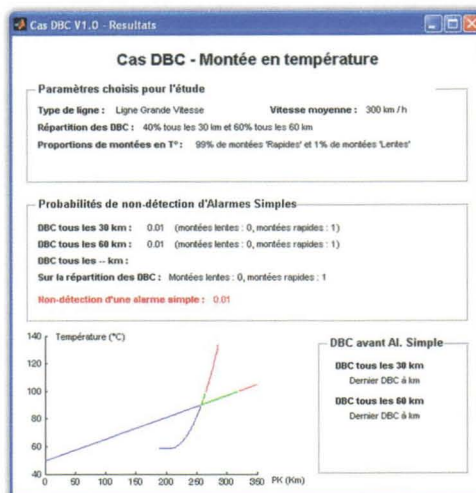 Cas DBC V1.0 - Resultats
Cas DBC - Montée en température
Paramètres choisis pour l'étude
Type de ligne : Ligne Grande Vitesse Vitesse moyenne : 300 km / h
Répartition des DBC : 40% tous les 30 km et 60% tous les 60 km
Proportions de montées en T° : 99% de montées 'Rapides' et 1% de montées 'Lentes'
Probabilités de non-détection d'Alarmes Simples
DBC tous les 30 km : 0.01 (montées lentes : 0, montées rapides : 1)
DBC tous les 60 km : 0.01 (montées lentes : 0, montées rapides : 1)
DBC tous les -- km :
Sur la répartition des DBC : Montées lentes : 0, montées rapides : 1
Non-détection d'une alarme simple : 0.01
Température (°C)
140
120
100
80
60
40
0 50 100 150 200 250 300 350 PK (Km)
DBC avant Al. Simple
DBC tous les 30 km
Dernier DBC à km
DBC tous les 60 km
Dernier DBC à km